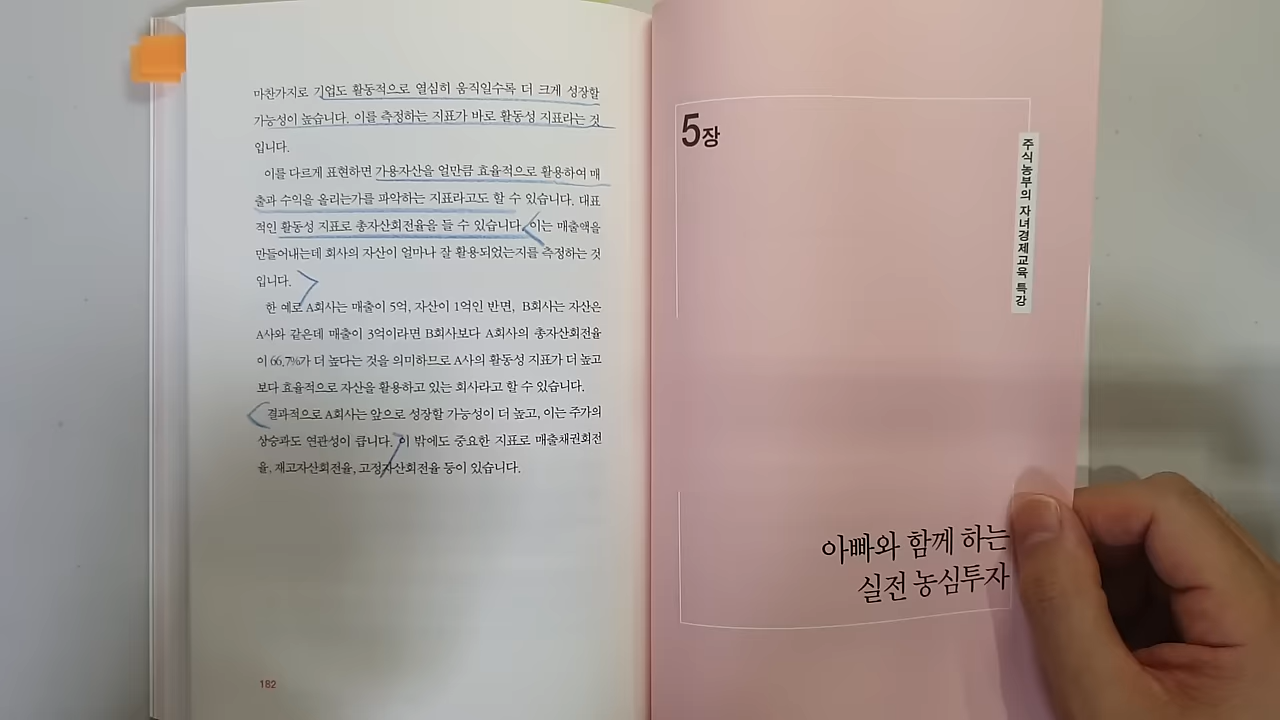 마찬가지로 기업도 활동적으로 열심히 움직일수록 더 크게 성장할
가능성이 높습니다. 이를 측정하는 지표가 바로 활동성 지표라는 것
입니다.
이를 다르게 표현하면 가용자산을 얼만큼 효율적으로 활용하여 매
출과 수익을 올리는가를 파악하는 지표라고도 할 수 있습니다. 대표
적인 활동성 지표로 총자산회전율을 들 수 있습니다. 이는 매출액을
만들어내는데 회사의 자산이 얼마나 잘 활용되었는지를 측정하는 것
입니다.
한 예로 A회사는 매출이 5억, 자산이 1억인 반면, B회사는 자산은
A사와 같은데 매출이 3억이라면 B회사보다 A회사의 총자산회전율
이 66.7%가 더 높다는 것을 의미하므로 A사의 활동성 지표가 더 높고
보다 효율적으로 자산을 활용하고 있는 회사라고 할 수 있습니다.
결과적으로 A회사는 앞으로 성장할 가능성이 더 높고, 이는 주가의
상승과도 연관성이 큽니다. 이 밖에도 중요한 지표로 매출채권회전
율, 재고자산회전율, 고정자산회전율 등이 있습니다.
182
5장
주식농부의 자녀경제교육 특강
아빠와 함께 하는
실전 농심투자